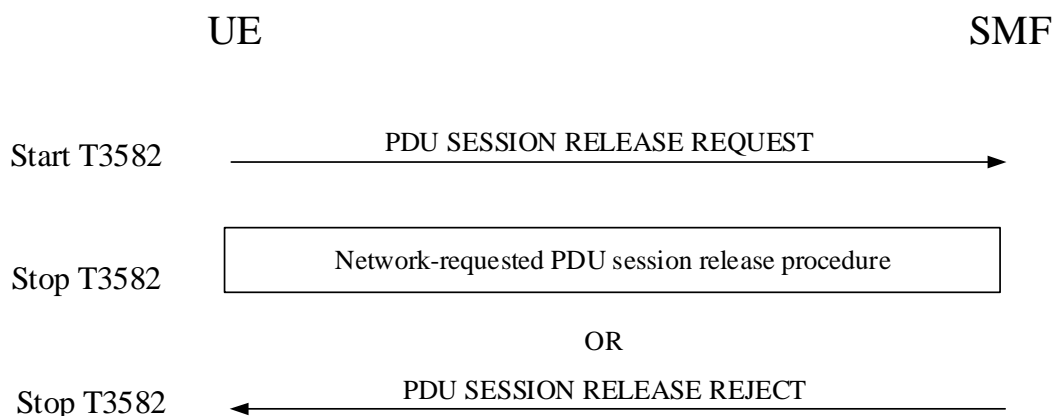 UE SMF
Start T3582 PDU SESSION RELEASE REQUEST
Stop T3582 Network-requested PDU session release procedure
OR
Stop T3582 PDU SESSION RELEASE REJECT